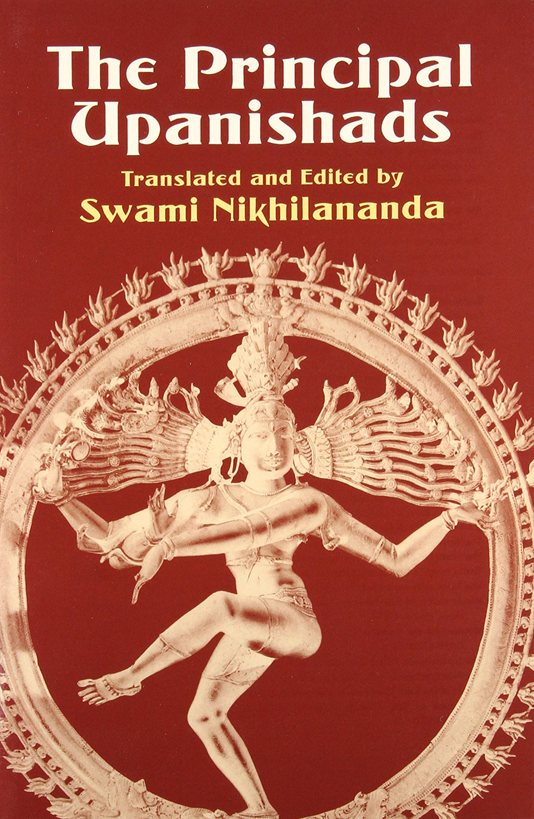 The Principal
Upanishads
Translated and Edited by
Swami Nikhilananda